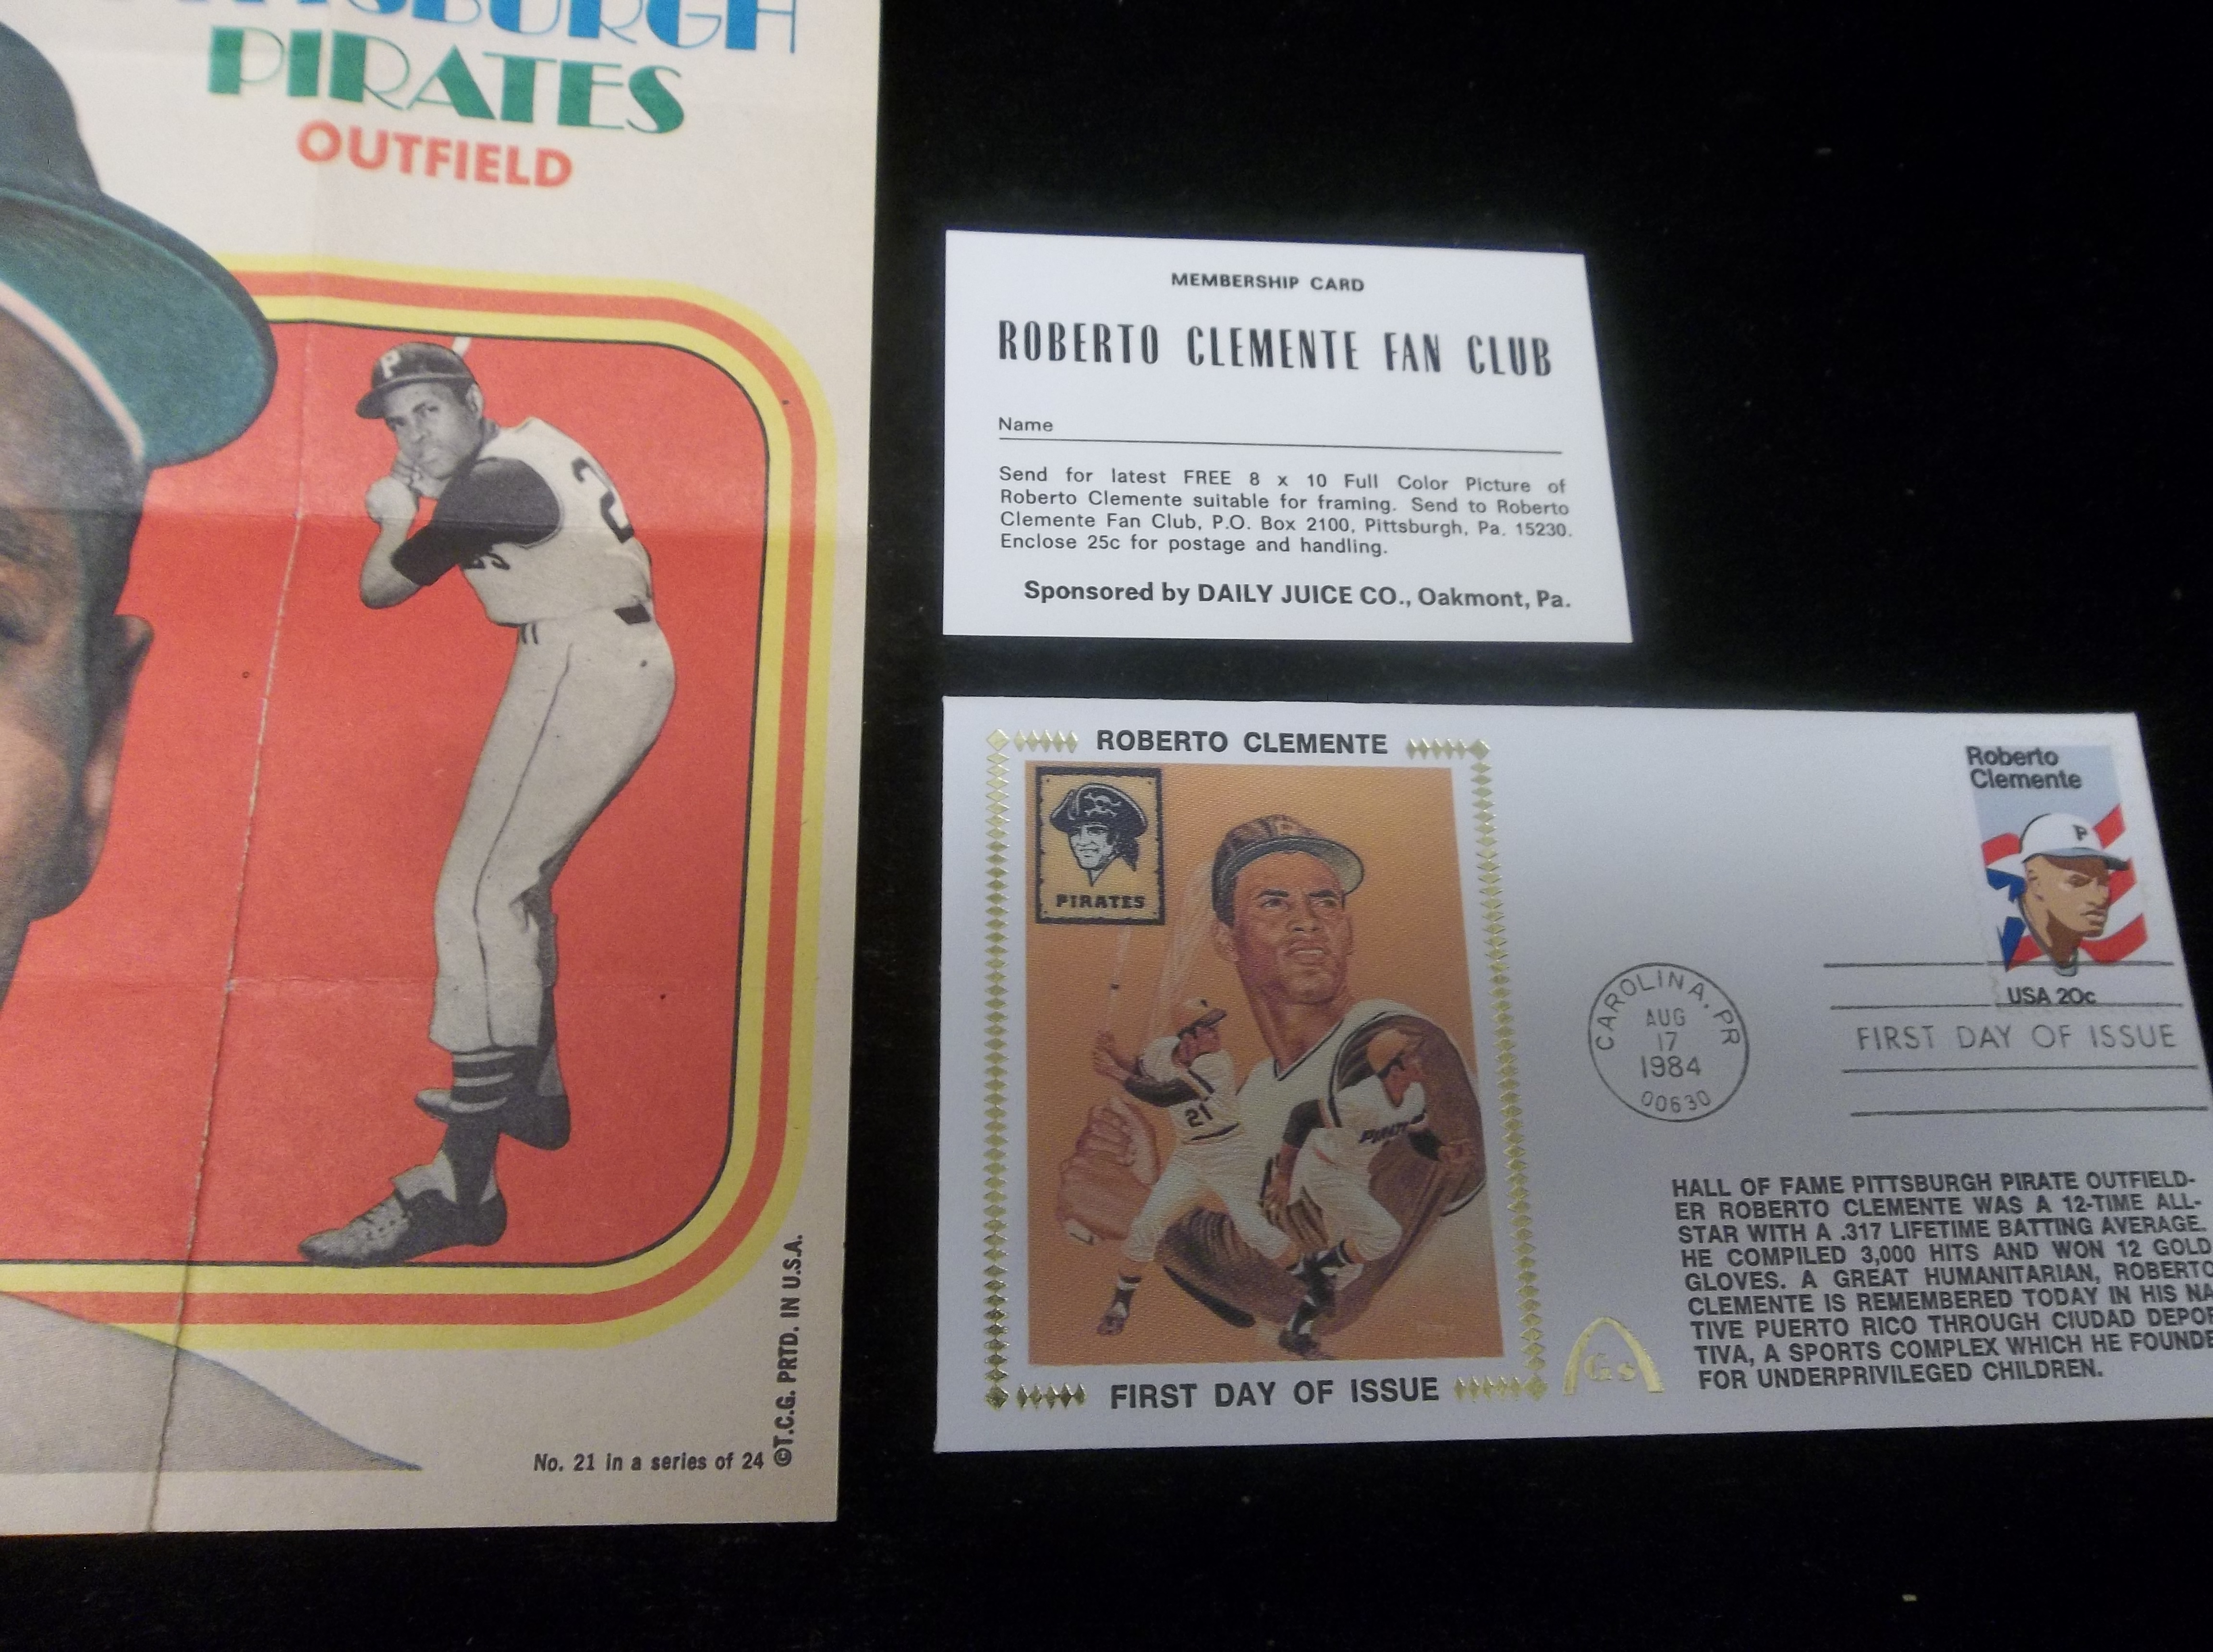 PITTSBURGH
PIRATES
OUTFIELD
P
2
©T.C.G. PRTD. IN U.S.A.
No. 21 in a series of 24
MEMBERSHIP CARD
ROBERTO CLEMENTE FAN CLUB
Name
Send for latest FREE 8 x 10 Full Color Picture of
Roberto Clemente suitable for framing. Send to Roberto
Clemente Fan Club, P.O. Box 2100, Pittsburgh, Pa. 15230.
Enclose 25c for postage and handling.
Sponsored by DAILY JUICE CO., Oakmont, Pa.
ROBERTO CLEMENTE
PIRATES
21
FIRST DAY OF ISSUE
Gs
Roberto
Clemente
P
USA 20c
CAROLINA, PR
AUG
17
1984
00630
FIRST DAY OF ISSUE
HALL OF FAME PITTSBURGH PIRATE OUTFIELD-
ER ROBERTO CLEMENTE WAS A 12-TIME ALL-
STAR WITH A .317 LIFETIME BATTING AVERAGE.
HE COMPILED 3,000 HITS AND WON 12 GOLD
GLOVES. A GREAT HUMANITARIAN, ROBERTO
CLEMENTE IS REMEMBERED TODAY IN HIS NA
TIVE PUERTO RICO THROUGH CIUDAD DEPOR
TIVA, A SPORTS COMPLEX WHICH HE FOUNDE
FOR UNDERPRIVILEGED CHILDREN.